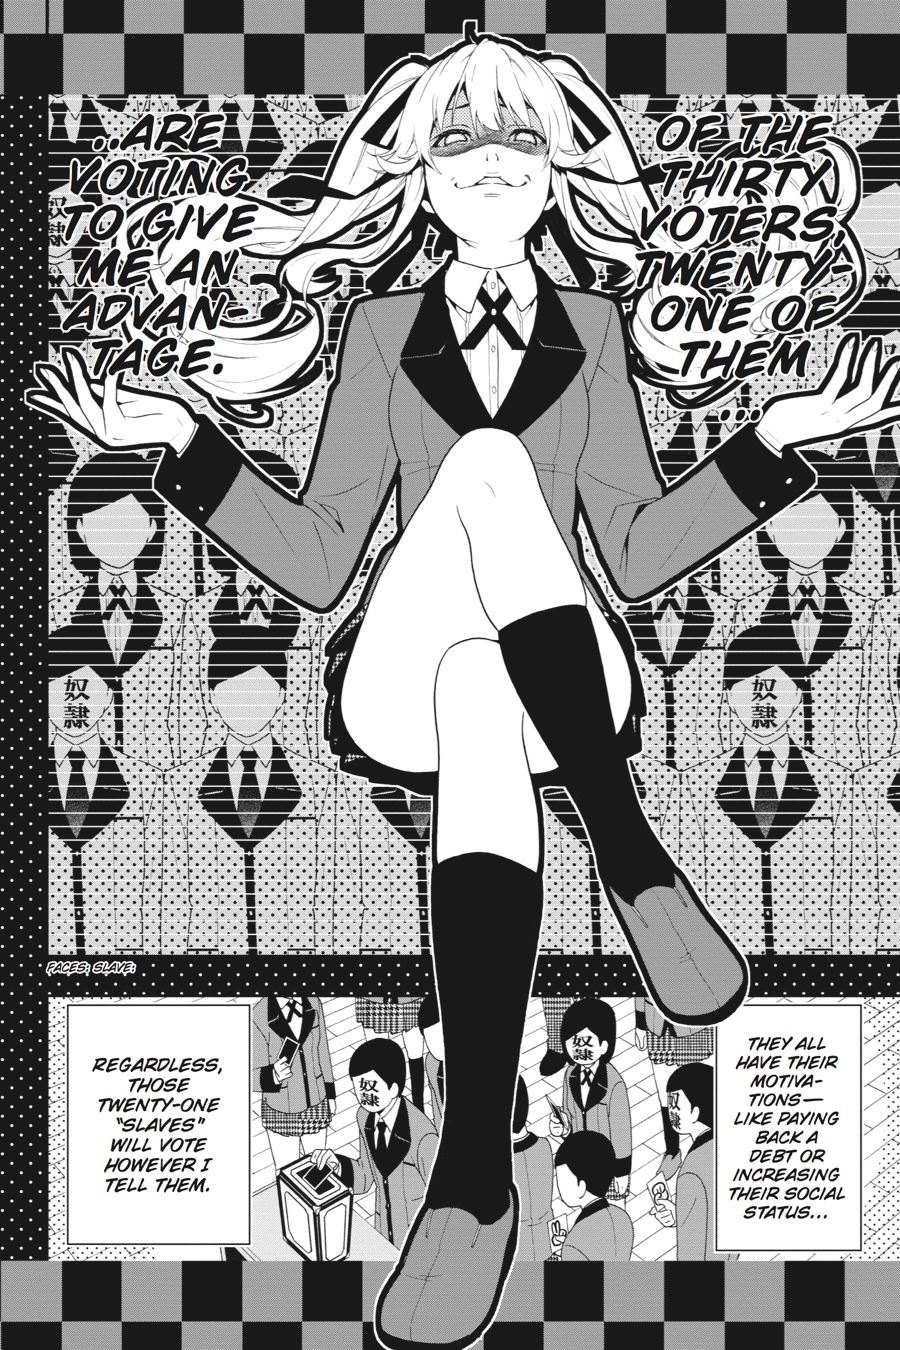 OF THE
THIRTY
VOTERS,
TWENTY-
ONE OF
THEM
...
..ARE
VOTING
TO GIVE
ME AN
ADVAN-
TAGE.
奴隷
奴隷
奴隷
FACES: SLAVE:
THEY ALL
HAVE THEIR
MOTIVA-
TIONS—
LIKE PAYING
BACK A
DEBT OR
INCREASING
THEIR SOCIAL
STATUS...
奴隷
奴隷
奴隷
REGARDLESS,
THOSE
TWENTY-ONE
"SLAVES"
WILL VOTE
HOWEVER I
TELL THEM.